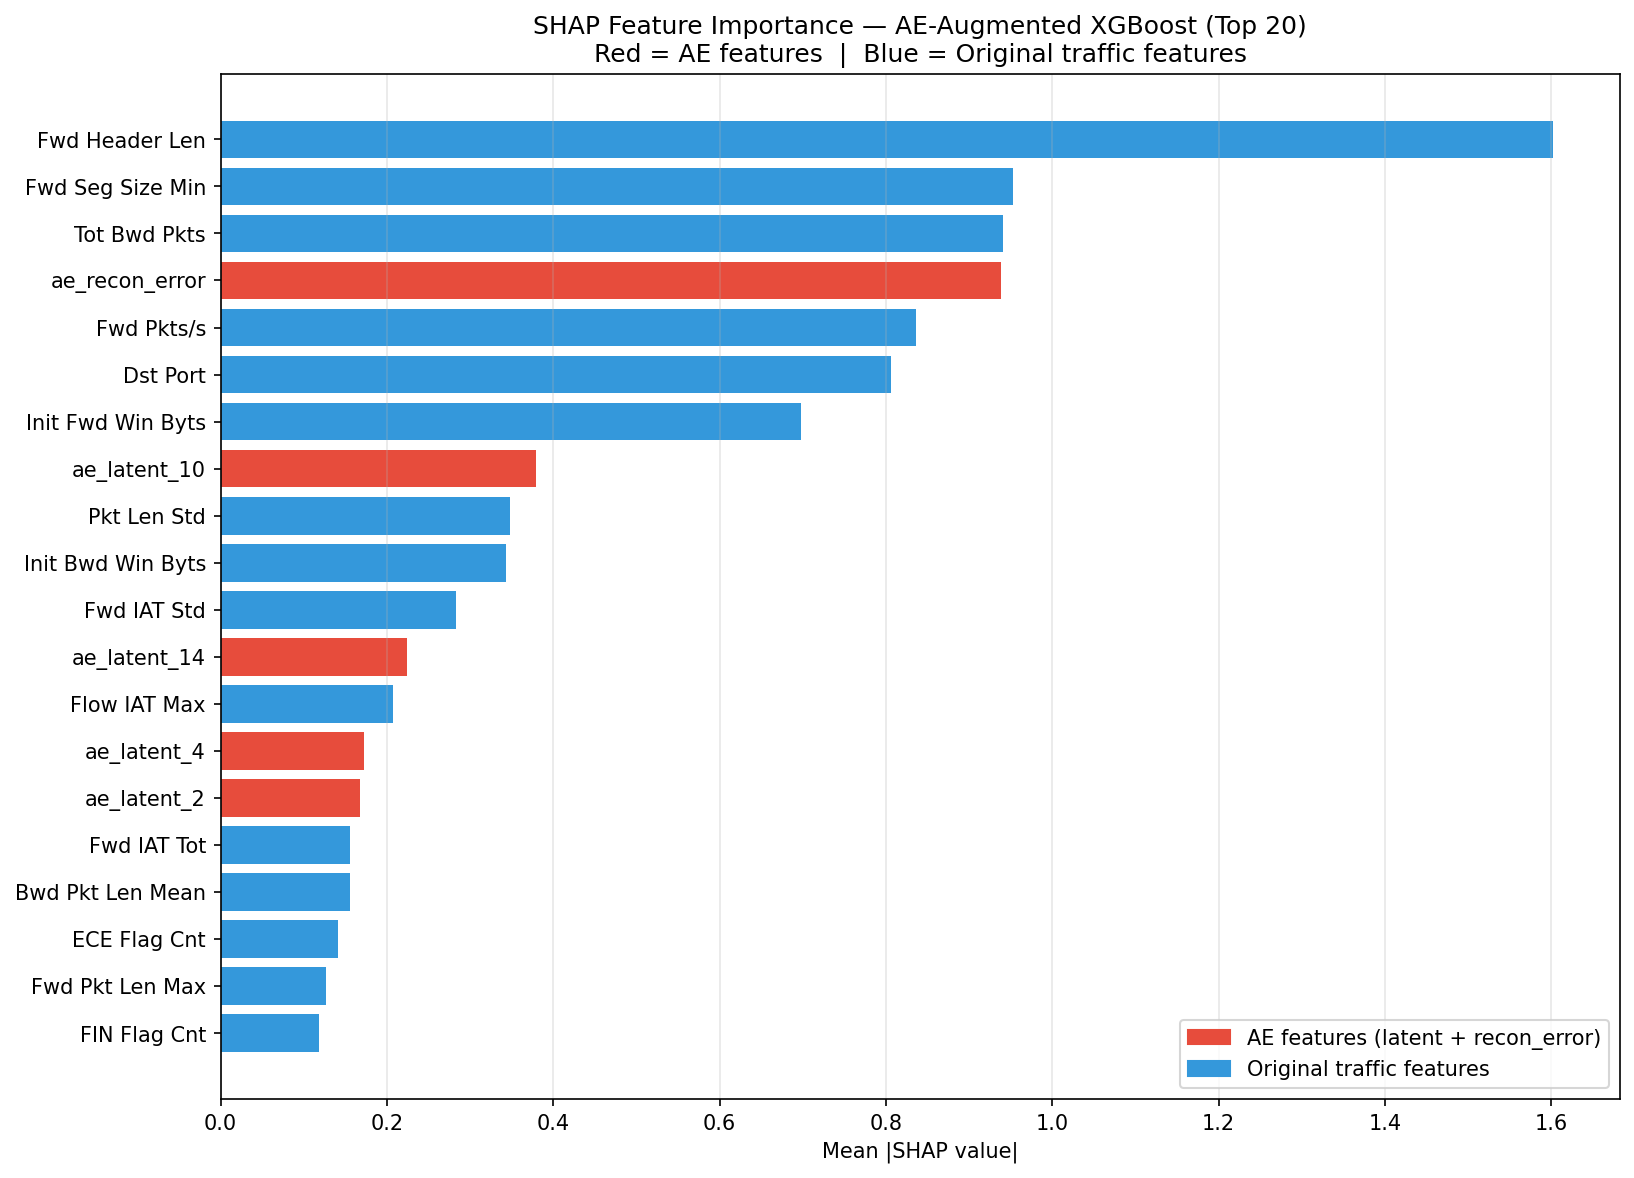 SHAP Feature Importance — AE-Augmented XGBoost (Top 20)
Red = AE features | Blue = Original traffic features
Fwd Header Len
Fwd Seg Size Min
Tot Bwd Pkts
ae_recon_error
Fwd Pkts/s
Dst Port
Init Fwd Win Byts
ae_latent_10
Pkt Len Std
Init Bwd Win Byts
Fwd IAT Std
ae_latent_14
Flow IAT Max
ae_latent_4
ae_latent_2
Fwd IAT Tot
Bwd Pkt Len Mean
ECE Flag Cnt
Fwd Pkt Len Max
FIN Flag Cnt
AE features (latent + recon_error)
Original traffic features
0.0 0.2 0.4 0.6 0.8 1.0 1.2 1.4 1.6
Mean |SHAP value|